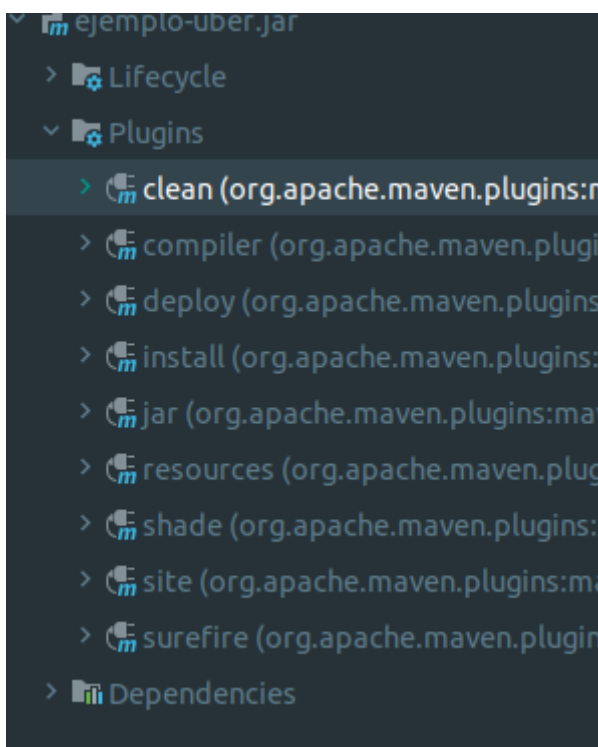 ejemplo-uber.jar
Lifecycle
Plugins
clean (org.apache.maven.plugins:
compiler (org.apache.maven.plugi
deploy (org.apache.maven.plugins
install (org.apache.maven.plugins:
jar (org.apache.maven.plugins:ma
resources (org.apache.maven.plug
shade (org.apache.maven.plugins:
site (org.apache.maven.plugins:ma
surefire (org.apache.maven.plugin
Dependencies